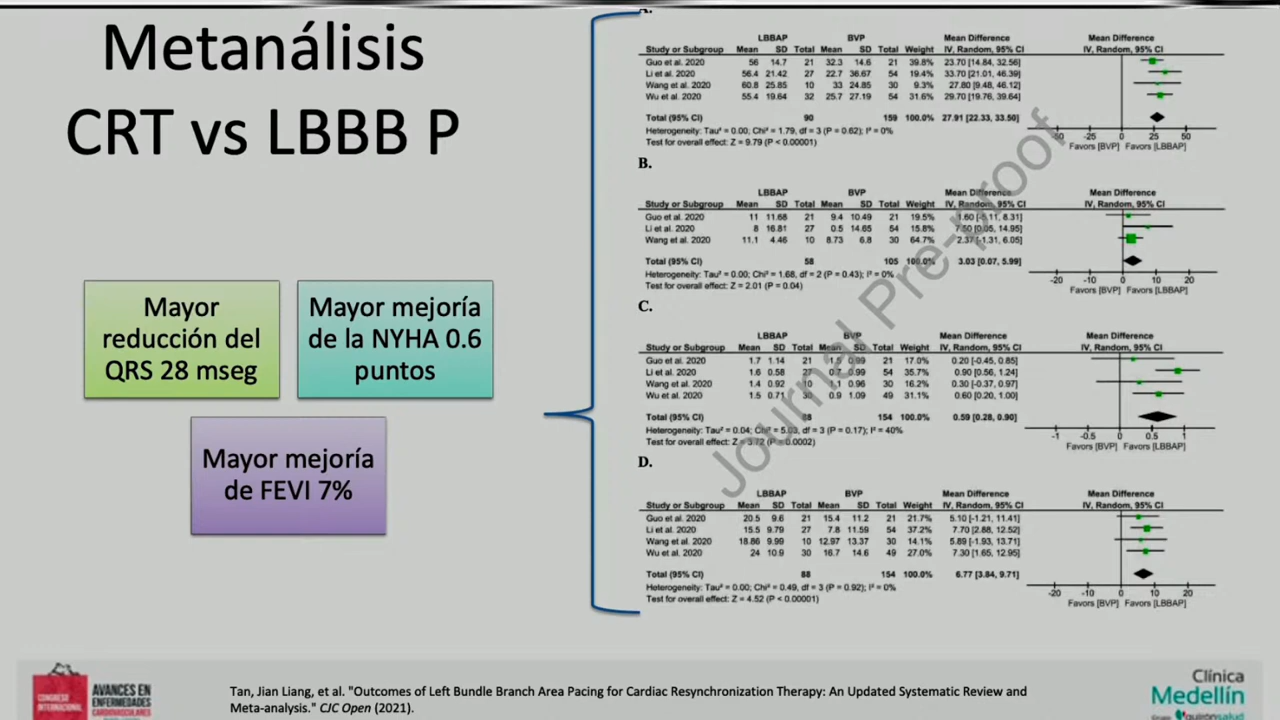 Metanálisis
CRT vs LBBB P
Mayor
reducción del
QRS 28 mseg
Mayor mejoría
de la NYHA 0.6
puntos
Mayor mejoría
de FEVI 7%
LBBAP BVP Mean Difference Mean Difference
Study or Subgroup Mean SD Total Mean SD Total Weight IV, Random, 95% CI IV, Random, 95% CI
Guo et al. 2020 56 14.7 21 32.3 14.6 21 39.8% 23.70 [14.84, 32.56]
Li et al. 2020 56.4 21.42 27 22.7 36.67 54 19.4% 33.70 [21.01, 46.39]
Wang et al. 2020 60.8 25.85 10 33 24.85 30 9.3% 27.80 [9.48, 46.12]
Wu et al. 2020 55.4 19.64 32 25.7 27.19 54 31.6% 29.70 [19.76, 39.64]
Total (95% CI) 90 159 100.0% 27.91 [22.33, 33.50]
Heterogeneity: Tau² = 0.00; Chi² = 1.79, df = 3 (P = 0.62); I² = 0%
Test for overall effect: Z = 9.79 (P < 0.00001)
-50 -25 0 25 50
Favors [BVP] Favors [LBBAP]
B.
LBBAP BVP Mean Difference Mean Difference
Study or Subgroup Mean SD Total Mean SD Total Weight IV, Random, 95% CI IV, Random, 95% CI
Guo et al. 2020 11 11.68 21 9.4 10.49 21 19.5% 1.60 [-5.11, 8.31]
Li et al. 2020 8 16.81 27 0.5 14.65 54 15.8% 7.50 [0.05, 14.95]
Wang et al. 2020 11.1 4.46 10 8.73 6.8 30 64.7% 2.37 [-1.31, 6.05]
Total (95% CI) 58 105 100.0% 3.03 [0.07, 5.99]
Heterogeneity: Tau² = 0.00; Chi² = 1.68, df = 2 (P = 0.43); I² = 0%
Test for overall effect: Z = 2.01 (P = 0.04)
-20 -10 0 10 20
Favors [BVP] Favors [LBBAP]
C.
LBBAP BVP Mean Difference Mean Difference
Study or Subgroup Mean SD Total Mean SD Total Weight IV, Random, 95% CI IV, Random, 95% CI
Guo et al. 2020 1.7 1.14 21 1.5 0.99 21 17.0% 0.20 [-0.45, 0.85]
Li et al. 2020 1.6 0.58 27 0.7 0.99 54 35.7% 0.90 [0.56, 1.24]
Wang et al. 2020 1.4 0.92 10 1.1 0.96 30 16.2% 0.30 [-0.37, 0.97]
Wu et al. 2020 1.5 0.71 30 0.9 1.09 49 31.1% 0.60 [0.20, 1.00]
Total (95% CI) 88 154 100.0% 0.59 [0.28, 0.90]
Heterogeneity: Tau² = 0.04; Chi² = 5.03, df = 3 (P = 0.17); I² = 40%
Test for overall effect: Z = 3.72 (P = 0.0002)
-1 -0.5 0 0.5 1
Favors [BVP] Favors [LBBAP]
D.
LBBAP BVP Mean Difference Mean Difference
Study or Subgroup Mean SD Total Mean SD Total Weight IV, Random, 95% CI IV, Random, 95% CI
Guo et al. 2020 20.5 9.6 21 15.4 11.2 21 21.7% 5.10 [-1.21, 11.41]
Li et al. 2020 15.5 9.79 27 7.8 11.59 54 37.2% 7.70 [2.88, 12.52]
Wang et al. 2020 18.86 9.99 10 12.97 13.37 30 14.1% 5.89 [-1.93, 13.71]
Wu et al. 2020 24 10.9 30 16.7 14.6 49 27.0% 7.30 [1.65, 12.95]
Total (95% CI) 88 154 100.0% 6.77 [3.84, 9.71]
Heterogeneity: Tau² = 0.00; Chi² = 0.49, df = 3 (P = 0.92); I² = 0%
Test for overall effect: Z = 4.52 (P < 0.00001)
-20 -10 0 10 20
Favors [BVP] Favors [LBBAP]
Journal Pre-proof
CONGRESO
INTERNACIONAL
AVANCES EN
ENFERMEDADES
CARDIOVASCULARES
Tan, Jian Liang, et al. "Outcomes of Left Bundle Branch Area Pacing for Cardiac Resynchronization Therapy: An Updated Systematic Review and
Meta-analysis." CJC Open (2021).
Clínica
Medellín
quirónsalud